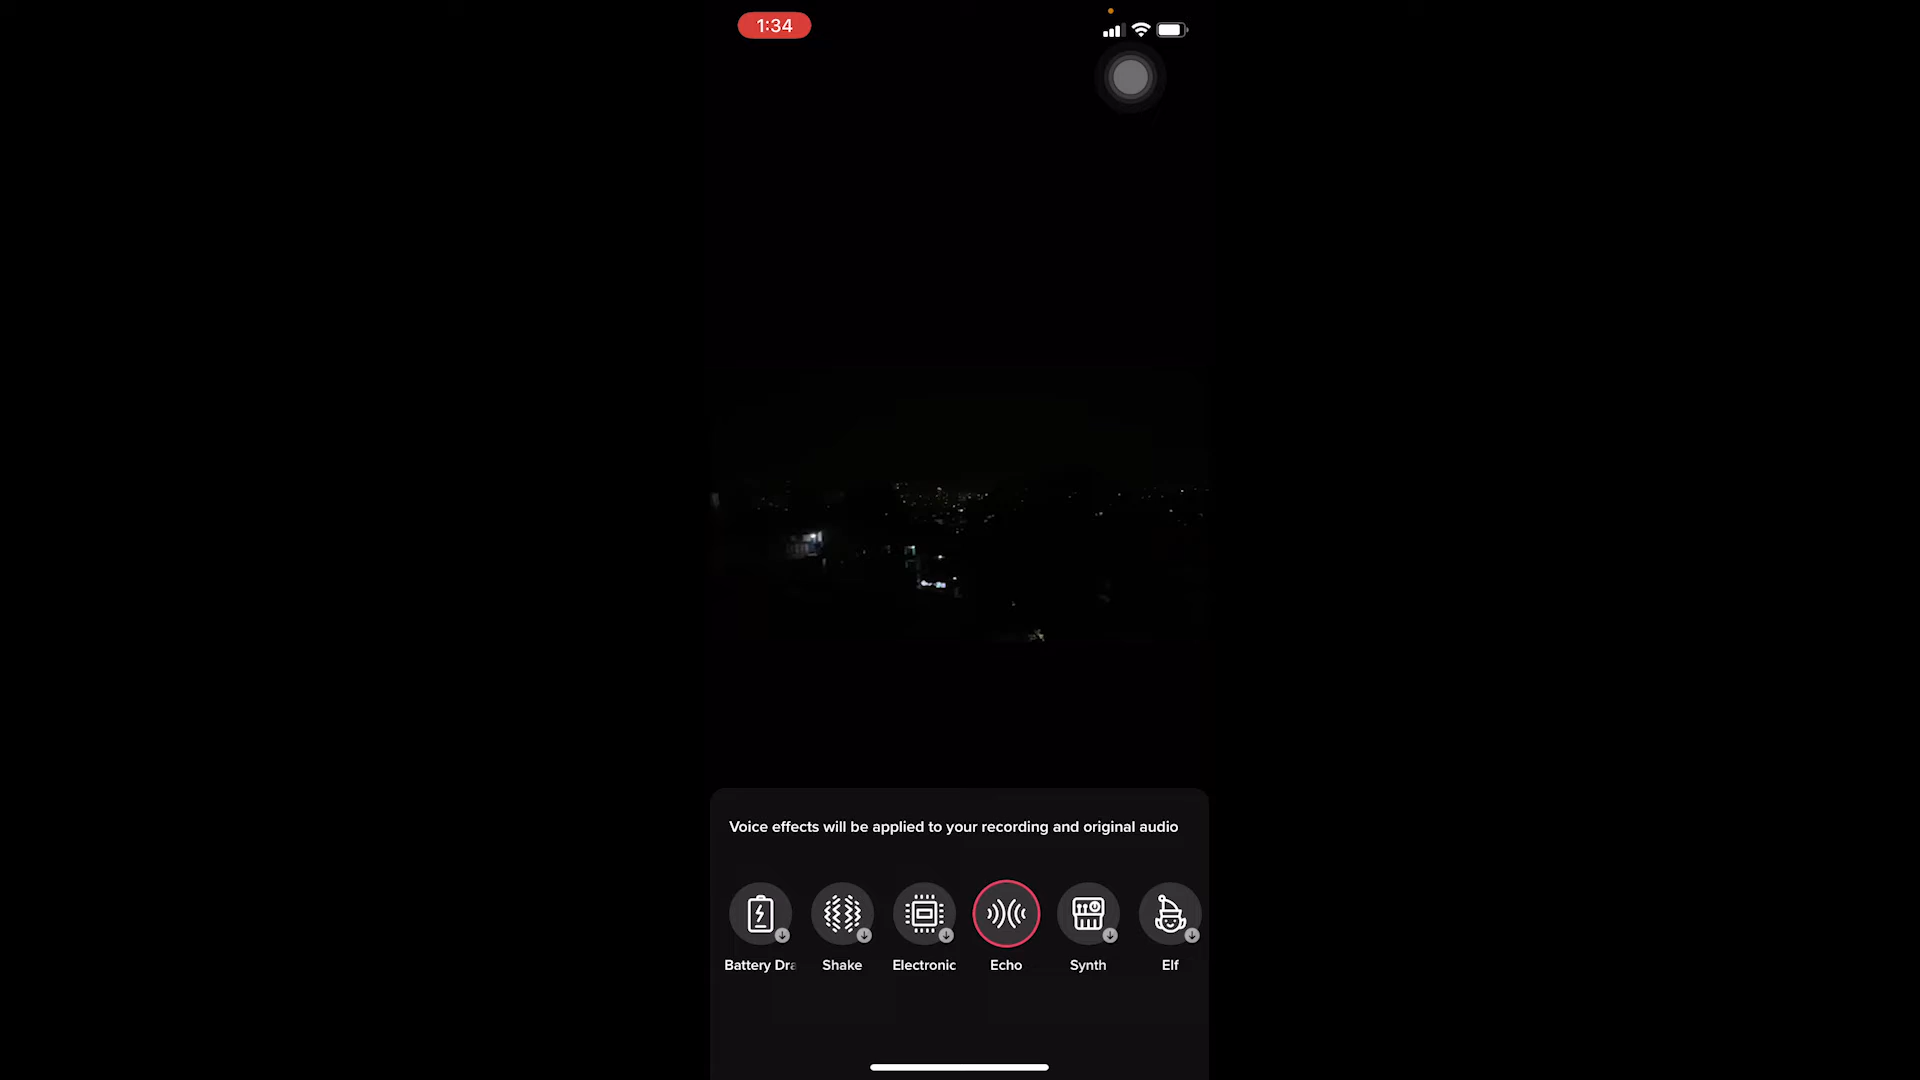 1:34
Voice effects will be applied to your recording and original audio
Battery Dra
Shake
Electronic
Echo
Synth
Elf